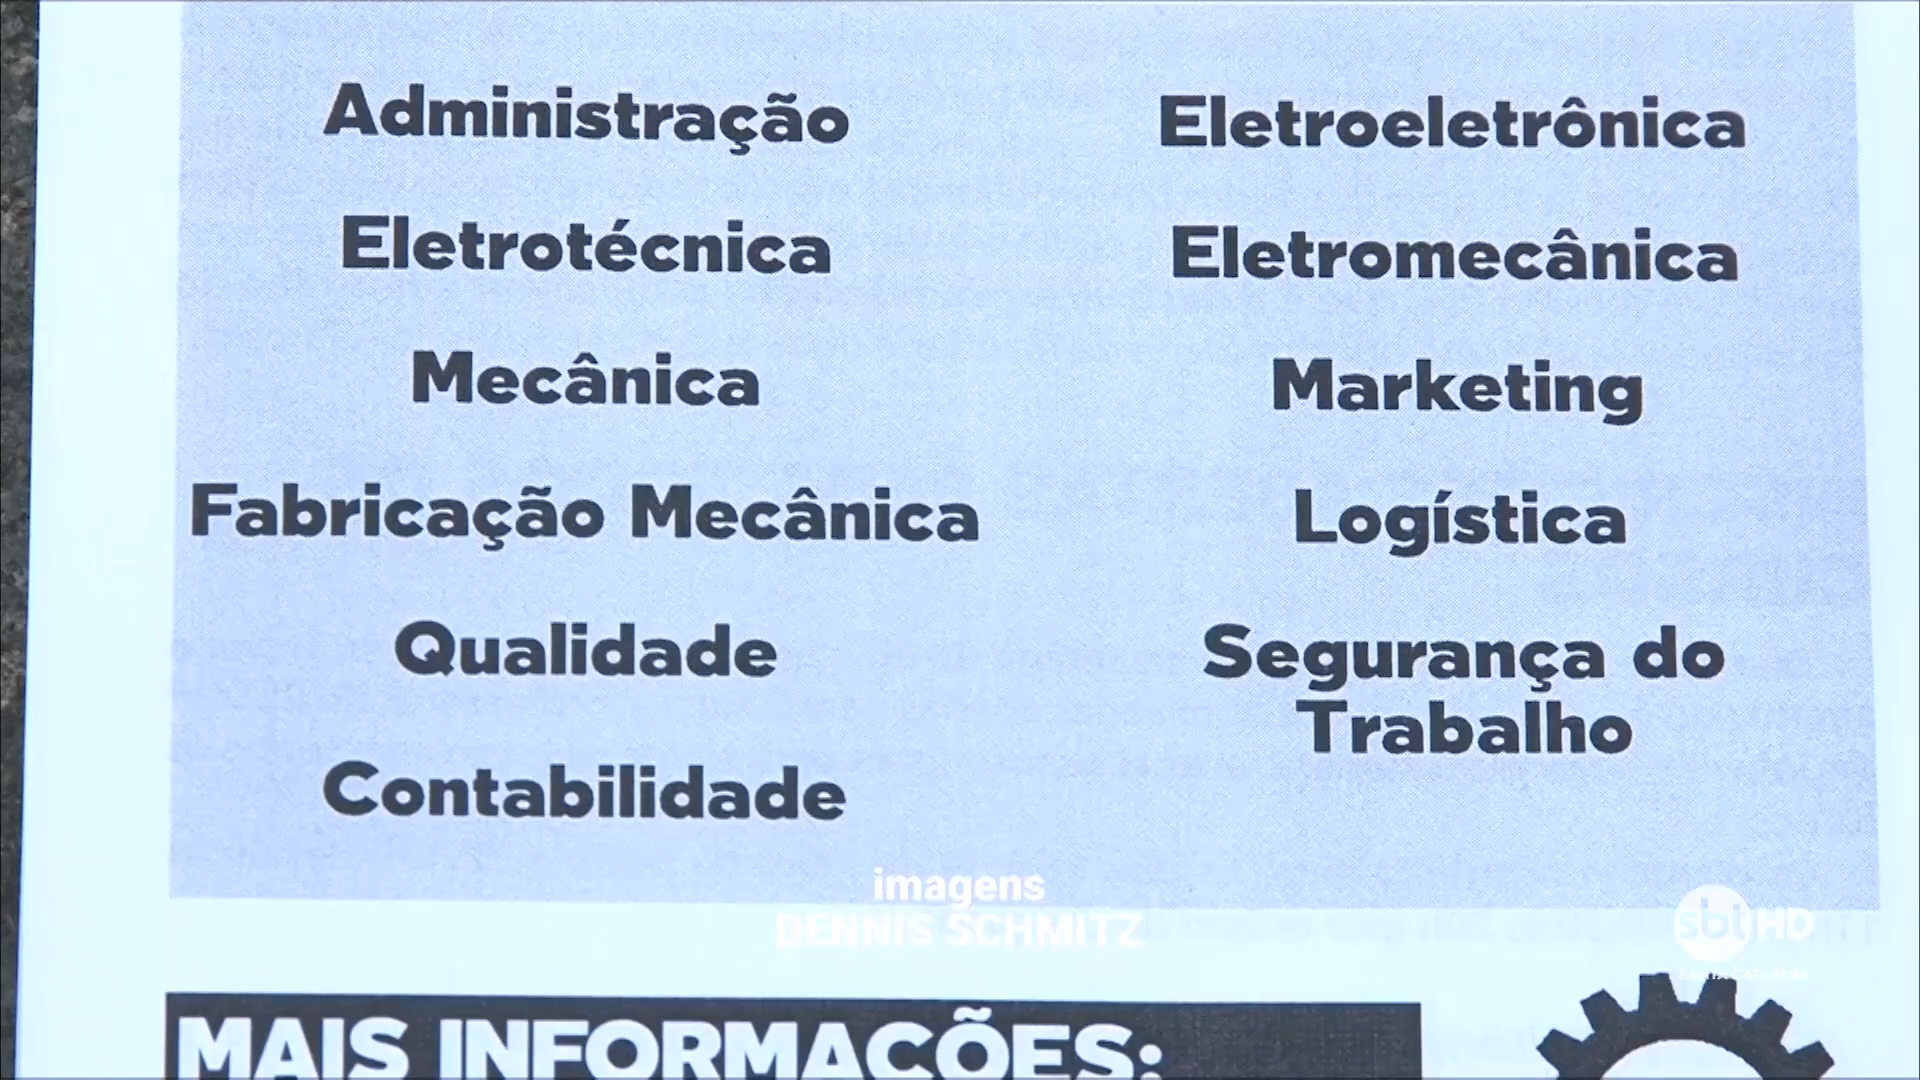 Administração
Eletrotécnica
Mecânica
Fabricação Mecânica
Qualidade
Contabilidade
Eletroeletrônica
Eletromecânica
Marketing
Logística
Segurança do
Trabalho
imagens
DENNIS SCHMITZ
sbt HD
MAIS INFORMAÇÕES: